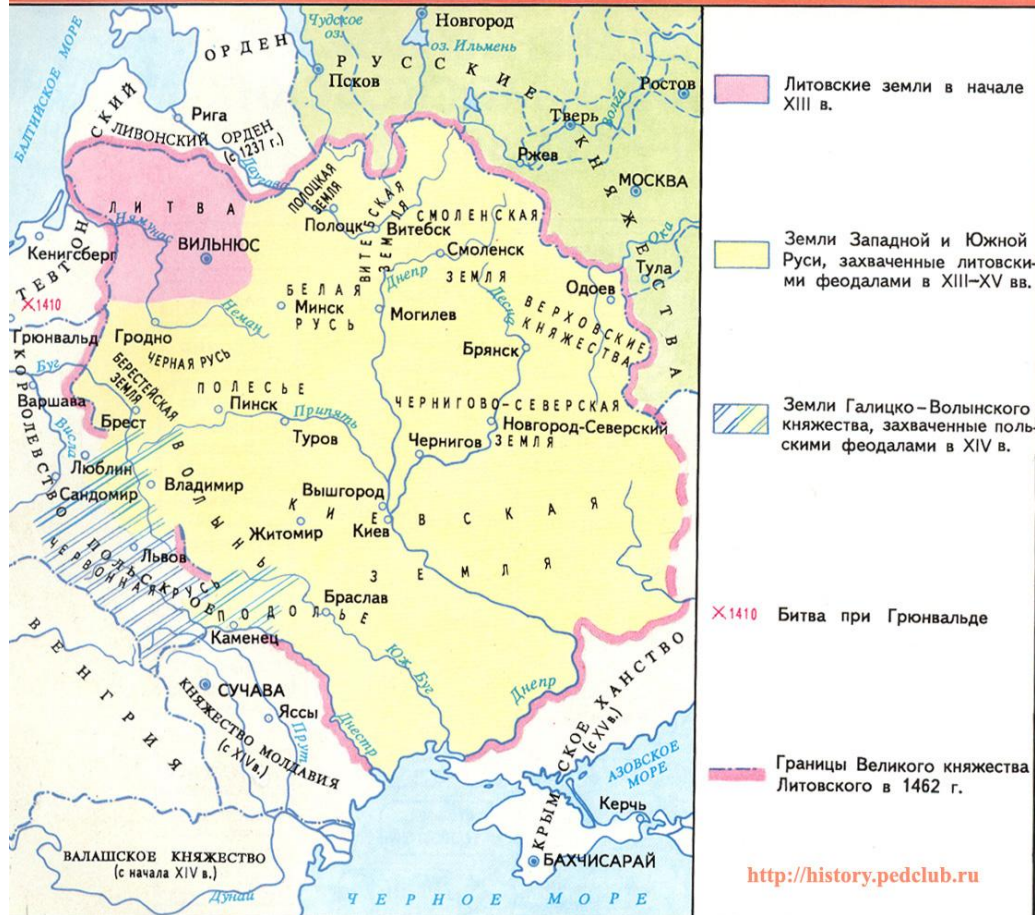 БАЛТИЙСКОЕ МОРЕ
ТЕВТОНСКИЙ ОРДЕН
ЛИВОНСКИЙ ОРДЕН
(с 1237 г.)
Рига
Даугава
Чудское
оз.
Псков
Новгород
оз. Ильмень
РУССКИЕ КНЯЖЕСТВА
Ростов
Тверь
Волга
Ржев
МОСКВА
Ока
Тула
ЛИТВА
Нямунас
ВИЛЬНЮС
Кенигсберг
×1410
Грюнвальд
Гродно
Неман
ПОЛОЦКАЯ
ЗЕМЛЯ
Полоцк
ВИТЕБСКАЯ
ЗЕМЛЯ
Витебск
СМОЛЕНСКАЯ
ЗЕМЛЯ
Смоленск
Днепр
Десна
БЕЛАЯ
РУСЬ
Минск
Могилев
Одоев
ВЕРХОВСКИЕ
КНЯЖЕСТВА
Брянск
ЧЕРНАЯ РУСЬ
БЕРЕСТЕЙСКАЯ
ЗЕМЛЯ
ПОЛЕСЬЕ
Пинск
Припять
Туров
Брест
Буг
Варшава
Висла
ПОЛЬСКОЕ
КОРОЛЕВСТВО
Люблин
Сандомир
ЧЕРНИГОВО-СЕВЕРСКАЯ
ЗЕМЛЯ
Новгород-Северский
Чернигов
ВОЛЫНЬ
Владимир
Вышгород
Киев
Житомир
КИЕВСКАЯ
ЗЕМЛЯ
Львов
ЧЕРВОННАЯ РУСЬ
ПОДОЛЬЕ
Браслав
Каменец
Юж. Буг
Днепр
Днестр
ВЕНГРИЯ
СУЧАВА
Яссы
Прут
КНЯЖЕСТВО МОЛДАВИЯ
(с XIV в.)
ВАЛАШСКОЕ КНЯЖЕСТВО
(с начала XIV в.)
Дунай
КРЫМСКОЕ ХАНСТВО
(с XV в.)
АЗОВСКОЕ
МОРЕ
Керчь
БАХЧИСАРАЙ
ЧЕРНОЕ МОРЕ
Литовские земли в начале
XIII в.
Земли Западной и Южной
Руси, захваченные литовски-
ми феодалами в XIII–XV вв.
Земли Галицко-Волынского
княжества, захваченные поль-
скими феодалами в XIV в.
×1410 Битва при Грюнвальде
Границы Великого княжества
Литовского в 1462 г.
http://history.pedclub.ru